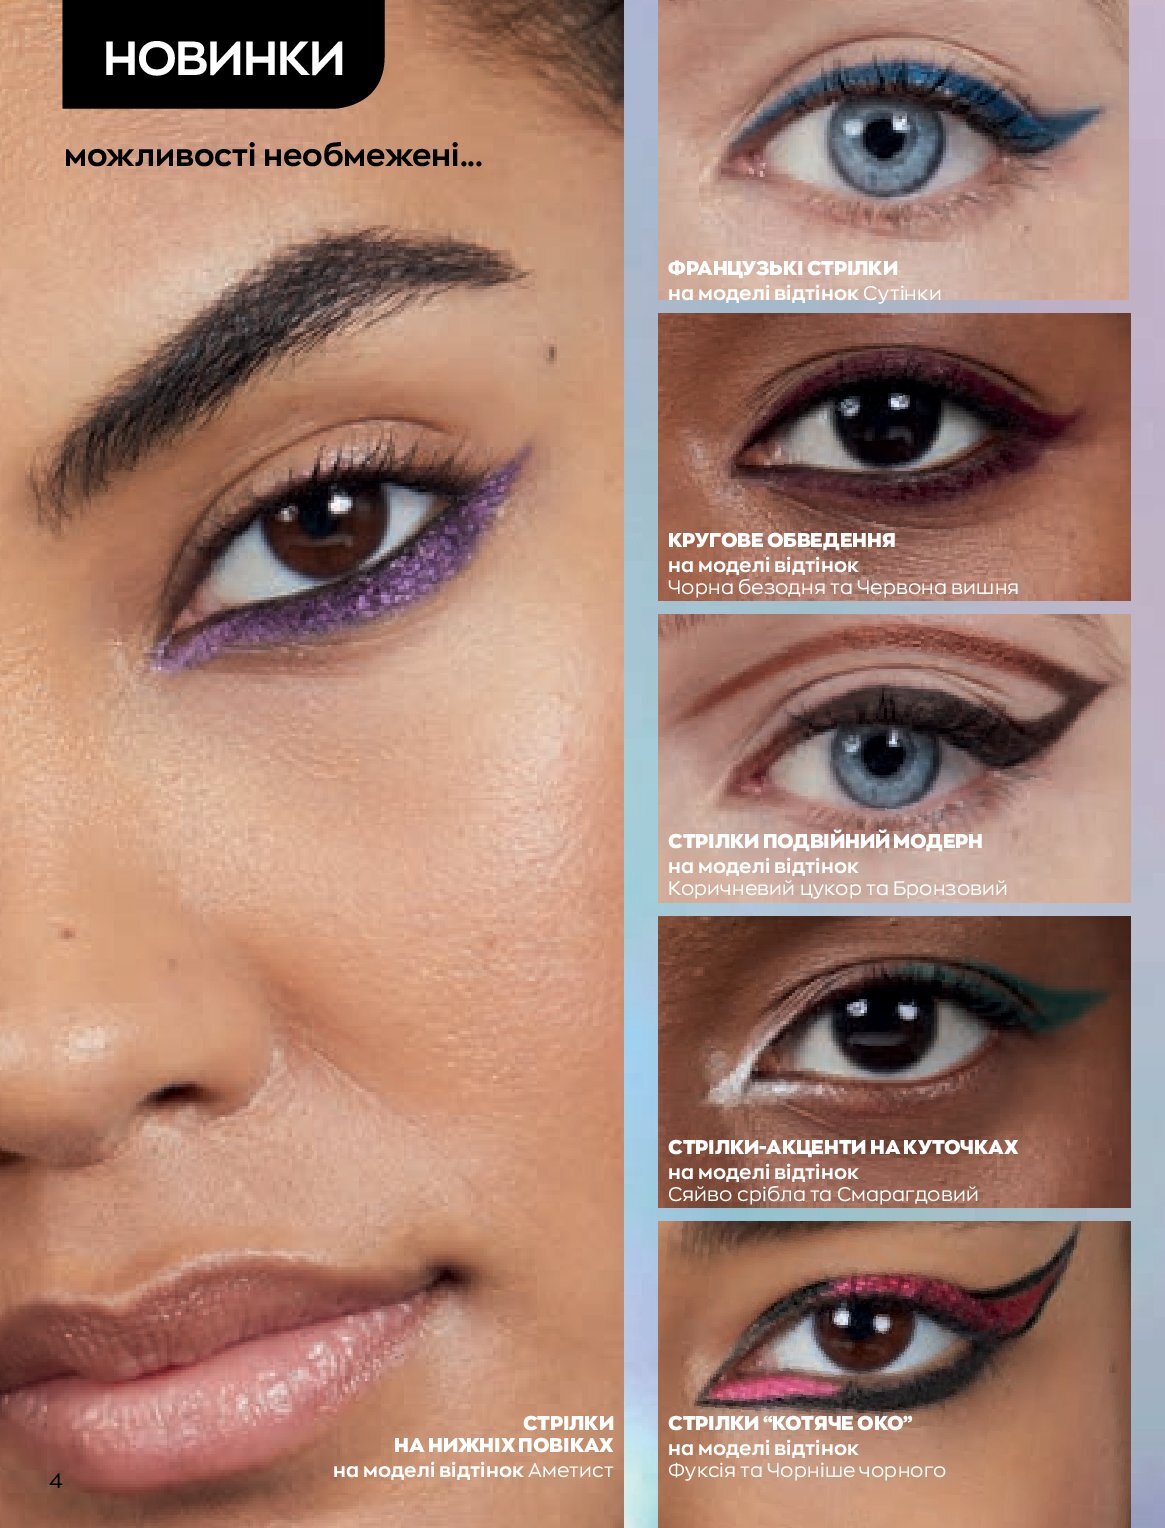 НОВИНКИ
можливості необмежені...
ФРАНЦУЗЬКІ СТРІЛКИ
на моделі відтінок Сутінки
КРУГОВЕ ОБВЕДЕННЯ
на моделі відтінок
Чорна безодня та Червона вишня
СТРІЛКИ ПОДВІЙНИЙ МОДЕРН
на моделі відтінок
Коричневий цукор та Бронзовий
СТРІЛКИ-АКЦЕНТИ НА КУТОЧКАХ
на моделі відтінок
Сяйво срібла та Смарагдовий
СТРІЛКИ
НА НИЖНІХ ПОВІКАХ
на моделі відтінок Аметист
СТРІЛКИ “КОТЯЧЕ ОКО”
на моделі відтінок
Фуксія та Чорніше чорного
4